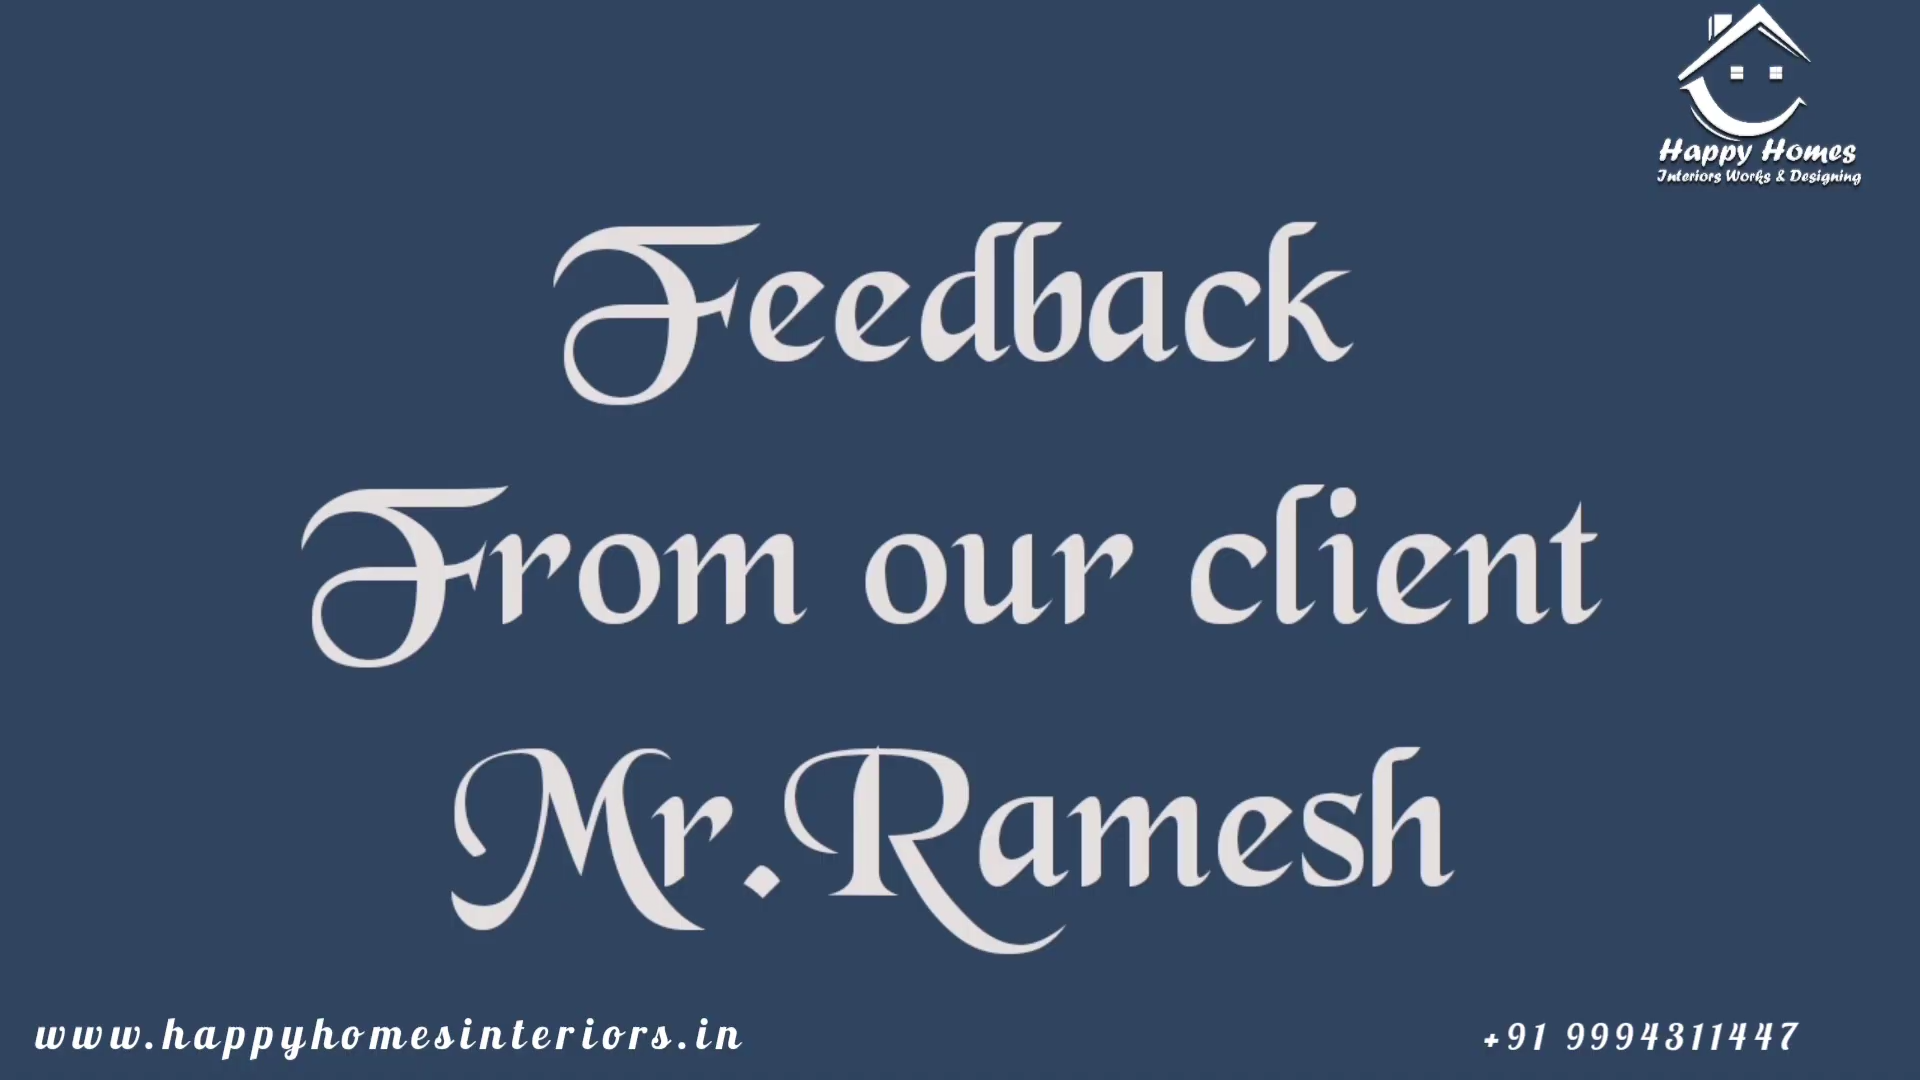 Happy Homes
Interiors Works & Designing
Feedback
From our client
Mr.Ramesh
www.happyhomesinteriors.in
+91 9994311447